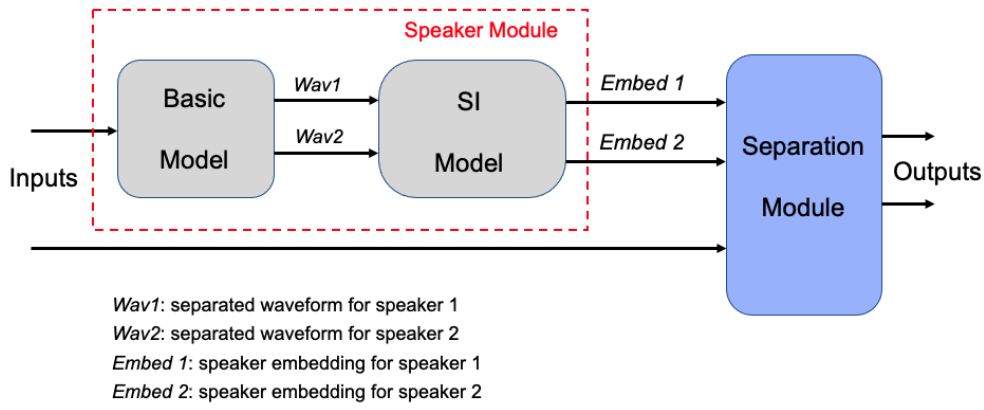 Speaker Module
Basic
Model
Wav1
Wav2
SI
Model
Embed 1
Embed 2
Separation
Module
Inputs
Outputs
Wav1: separated waveform for speaker 1
Wav2: separated waveform for speaker 2
Embed 1: speaker embedding for speaker 1
Embed 2: speaker embedding for speaker 2